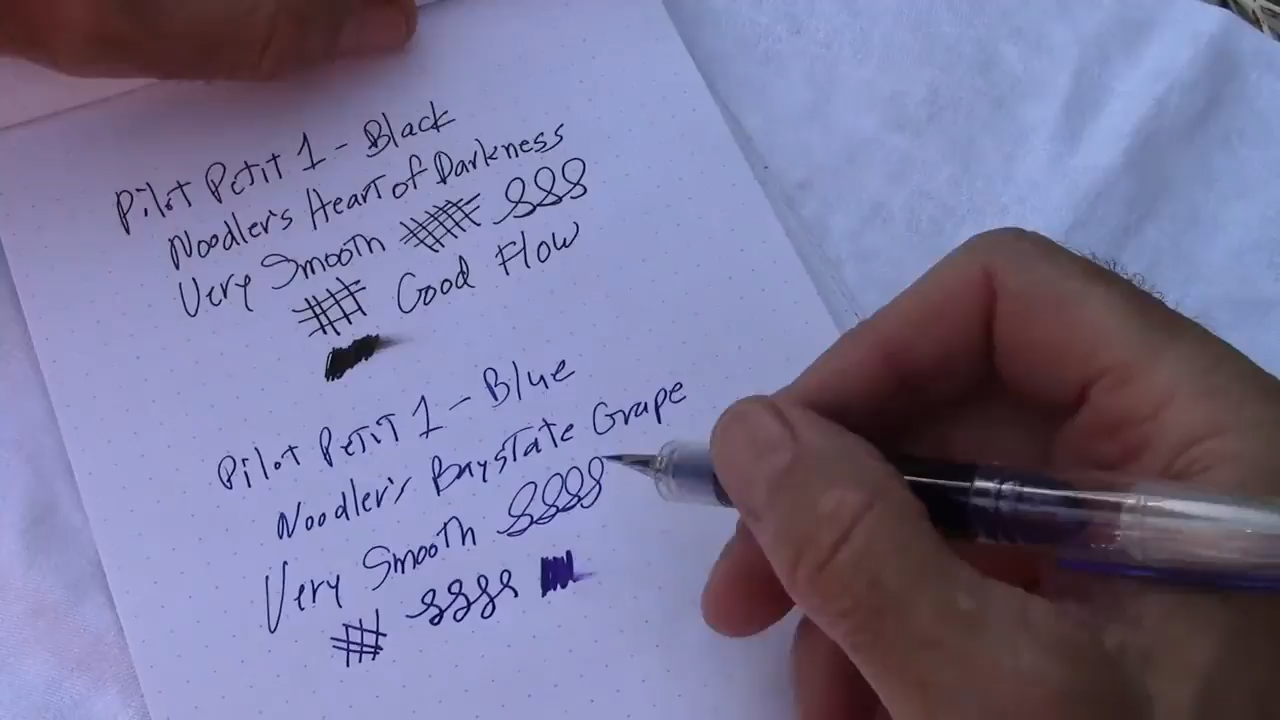 Pilot Petit 1 - Black
Noodler's Heart of Darkness
Very Smooth
Good Flow
Pilot Petit 1 - Blue
Noodler's Baystate Grape
Very Smooth